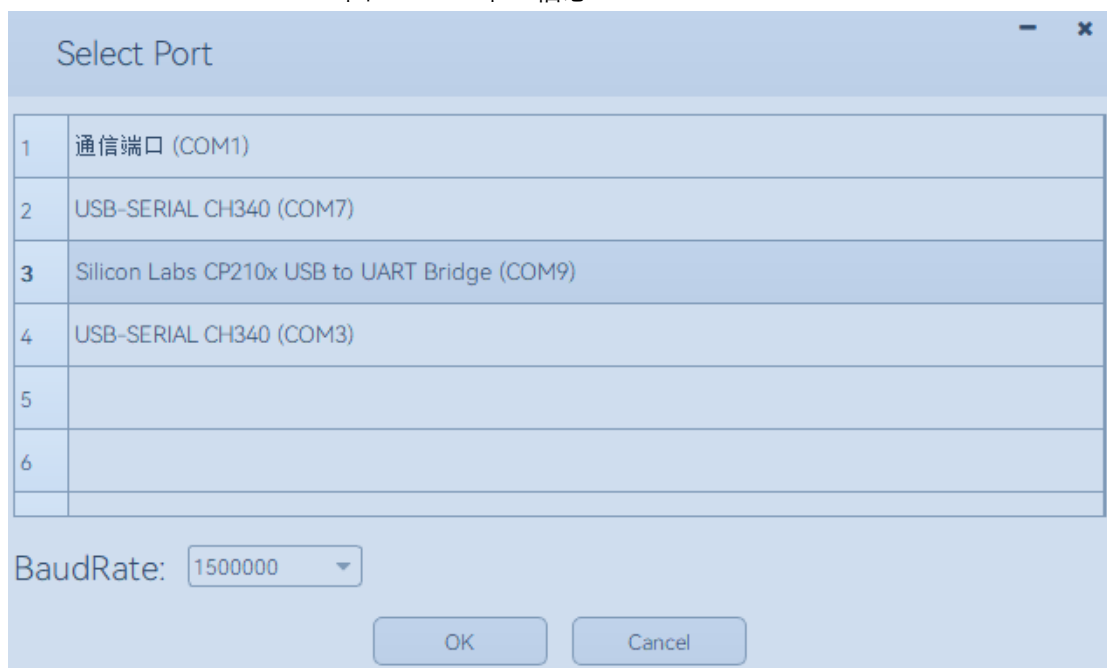 Select Port
1 通信端口 (COM1)
2 USB-SERIAL CH340 (COM7)
3 Silicon Labs CP210x USB to UART Bridge (COM9)
4 USB-SERIAL CH340 (COM3)
5
6
BaudRate: 1500000
OK Cancel